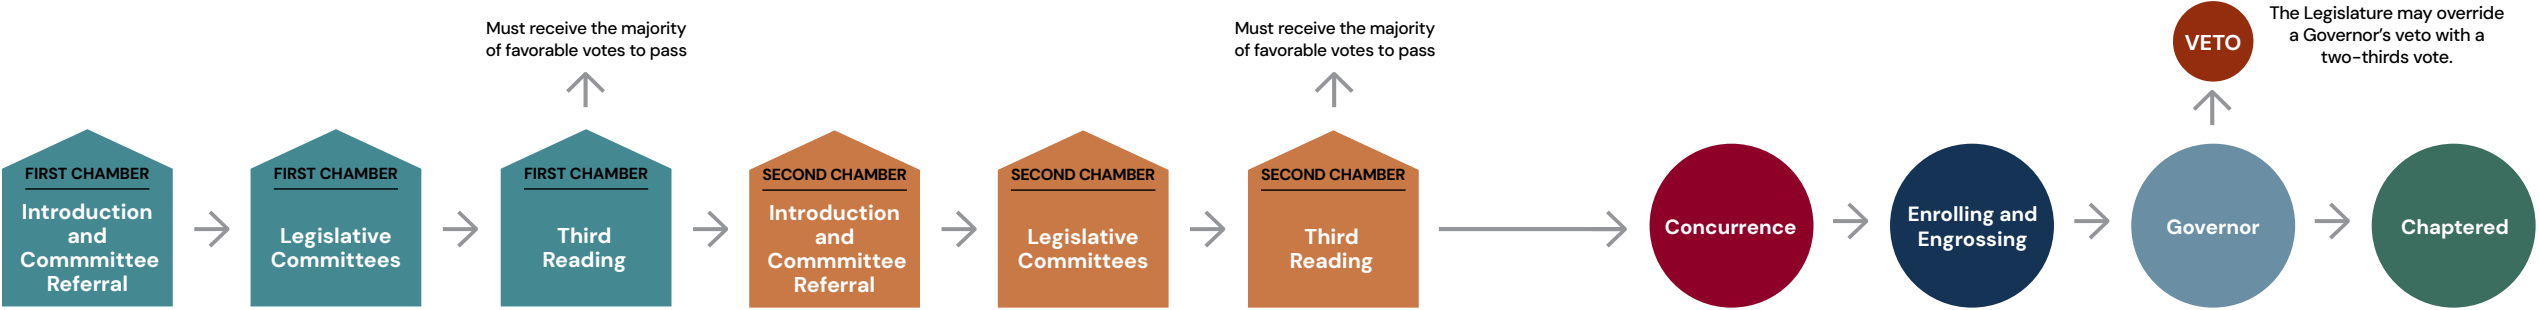 FIRST CHAMBER
Introduction
and
Commmittee
Referral
FIRST CHAMBER
Legislative
Committees
Must receive the majority
of favorable votes to pass
FIRST CHAMBER
Third
Reading
SECOND CHAMBER
Introduction
and
Commmittee
Referral
SECOND CHAMBER
Legislative
Committees
Must receive the majority
of favorable votes to pass
SECOND CHAMBER
Third
Reading
Concurrence
Enrolling and
Engrossing
VETO
The Legislature may override
a Governor’s veto with a
two-thirds vote.
Governor
Chaptered